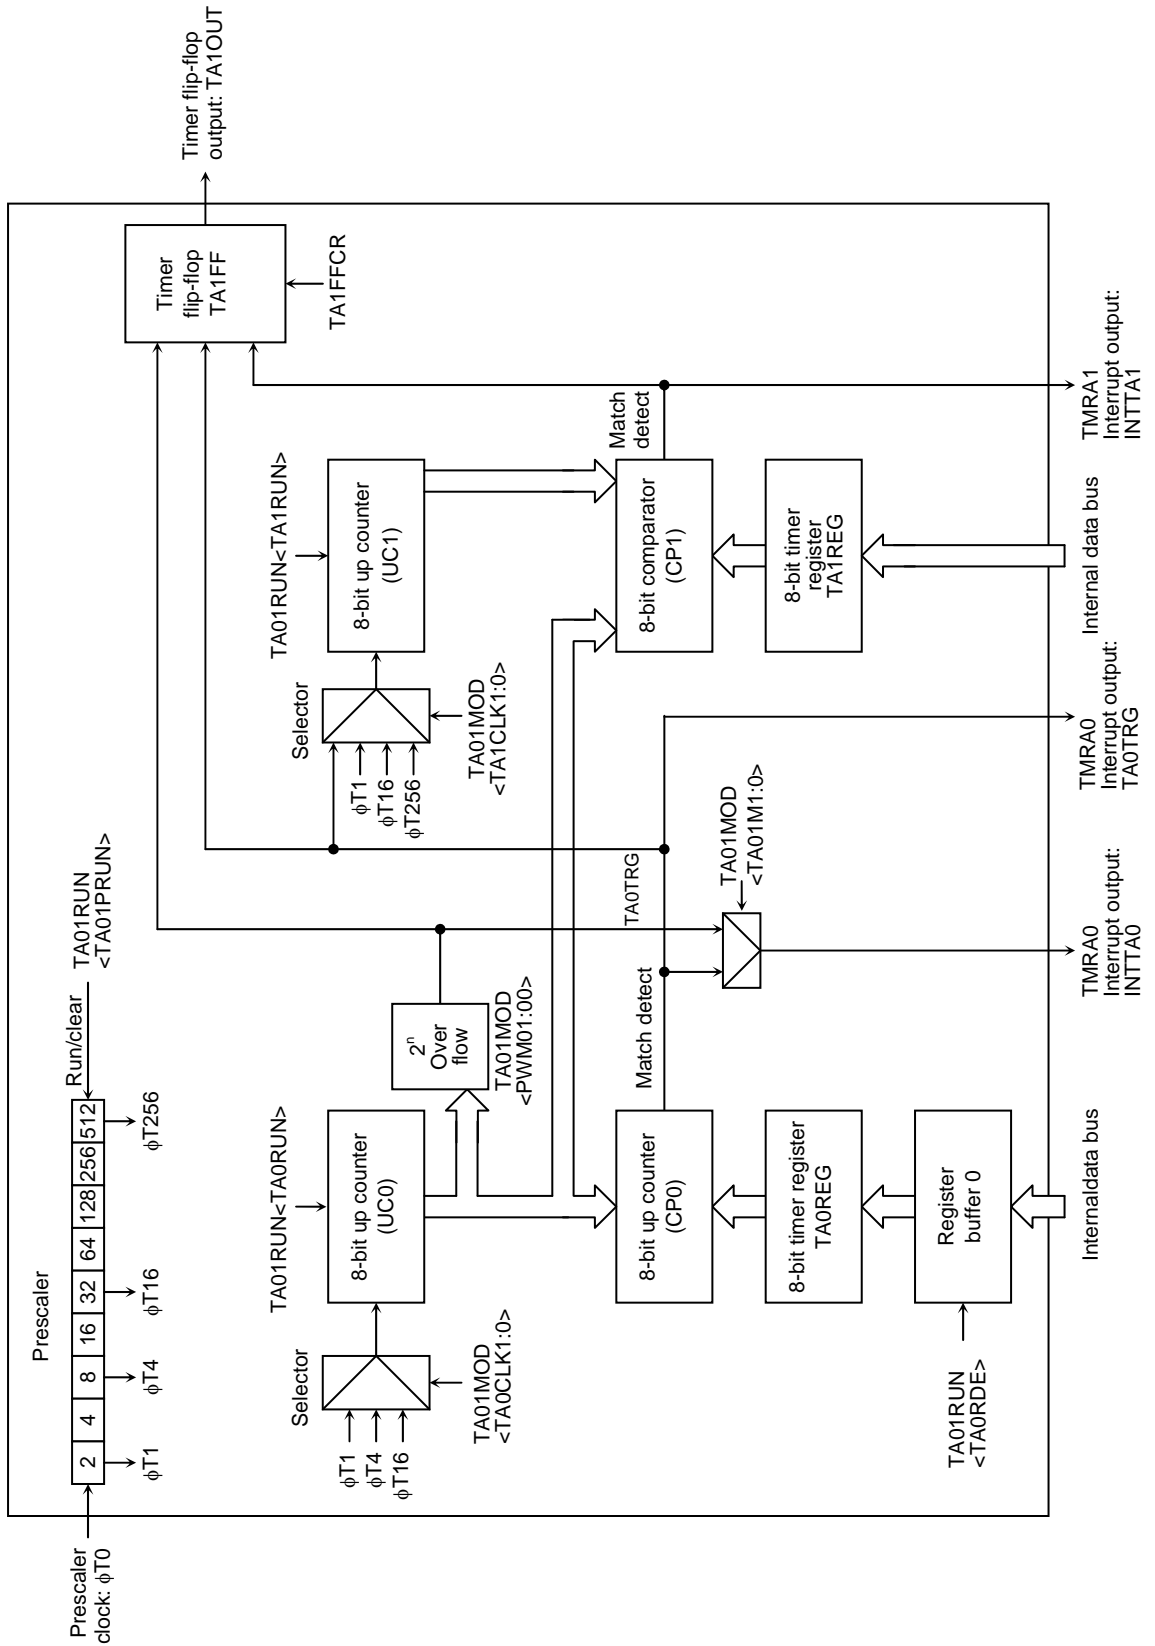 Prescaler
clock: ϕT0
Prescaler
2
4
8
16
32
64
128
256
512
Run/clear
TA01RUN
<TA01PRUN>
ϕT1
ϕT4
ϕT16
ϕT256
Selector
ϕT1
ϕT4
ϕT16
TA01MOD
<TA0CLK1:0>
TA01RUN<TA0RUN>
8-bit up counter
(UC0)
2n
Over
flow
TA01MOD
<PWM01:00>
Selector
ϕT1
ϕT16
ϕT256
TA01MOD
<TA1CLK1:0>
TA01RUN<TA1RUN>
8-bit up counter
(UC1)
Timer
flip-flop
TA1FF
TA1FFCR
Timer flip-flop
output: TA1OUT
8-bit up counter
(CP0)
Match detect
TA0TRG
8-bit comparator
(CP1)
Match
detect
8-bit timer register
TA0REG
TA01MOD
<TA01M1:0>
8-bit timer
register
TA1REG
TA01RUN
<TA0RDE>
Register
buffer 0
Internaldata bus
TMRA0
Interrupt output:
INTTA0
TMRA0
Interrupt output:
TA0TRG
Internal data bus
TMRA1
Interrupt output:
INTTA1